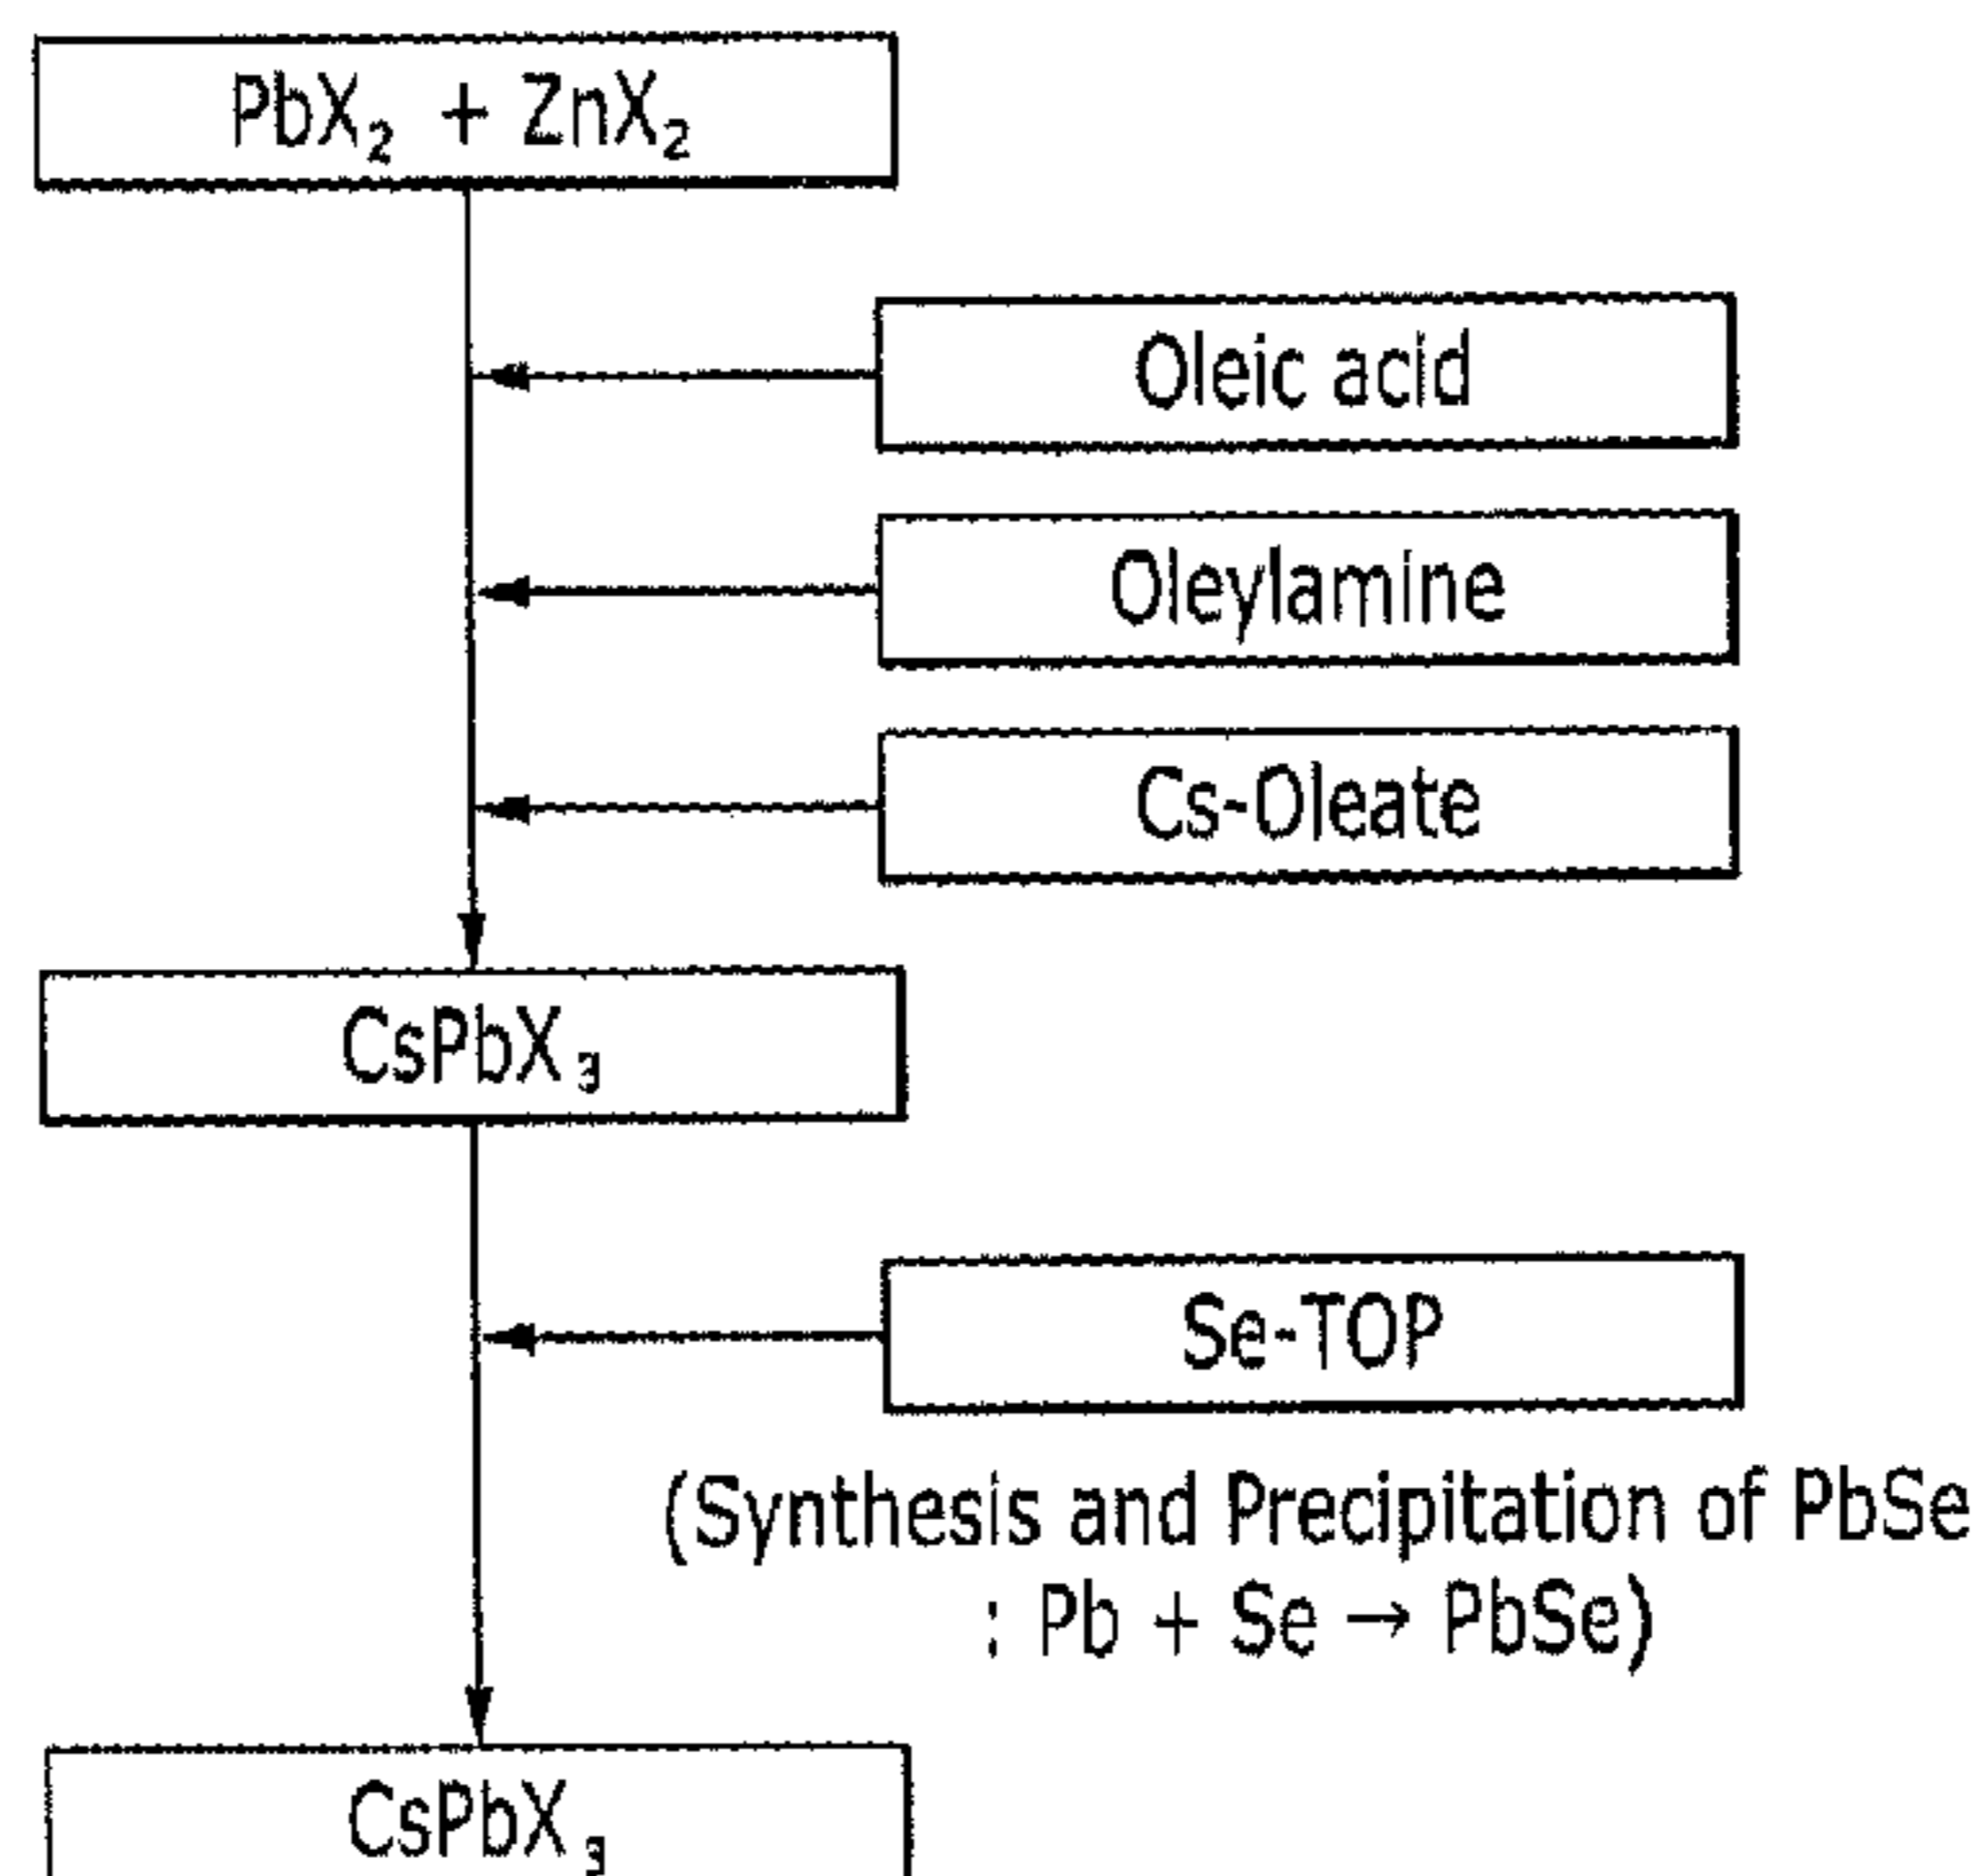 PbX₂ + ZnX₂
Oleic acid
Oleylamine
Cs-Oleate
CsPbX₃
Se-TOP
(Synthesis and Precipitation of PbSe
: Pb + Se → PbSe)
CsPbX₃